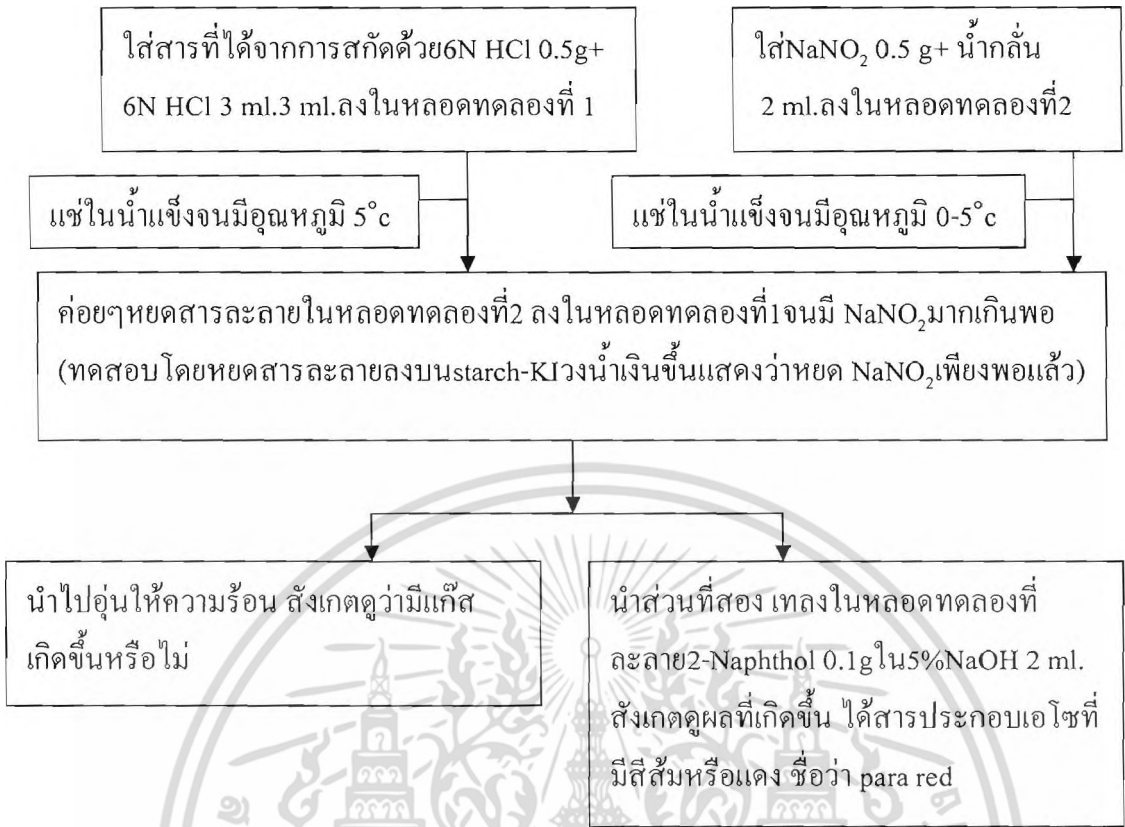 ใส่สารที่ได้จากการสกัดด้วย6N HCl 0.5g+
6N HCl 3 ml.3 ml.ลงในหลอดทดลองที่ 1
ใส่NaNO₂ 0.5 g+ น้ำกลั่น
2 ml.ลงในหลอดทดลองที่2
แช่ในน้ำแข็งจนมีอุณหภูมิ 5°c
แช่ในน้ำแข็งจนมีอุณหภูมิ 0-5°c
ค่อยๆหยดสารละลายในหลอดทดลองที่2 ลงในหลอดทดลองที่1จนมี NaNO₂มากเกินพอ
(ทดสอบโดยหยดสารละลายลงบนstarch-KIวงน้ำเงินขึ้นแสดงว่าหยด NaNO₂เพียงพอแล้ว)
นำไปอุ่นให้ความร้อน สังเกตดูว่ามีแก๊ส
เกิดขึ้นหรือไม่
นำส่วนที่สอง เทลงในหลอดทดลองที่
ละลาย2-Naphthol 0.1gใน5%NaOH 2 ml.
สังเกตดูผลที่เกิดขึ้น ได้สารประกอบเอโซที่
มีสีส้มหรือแดง ชื่อว่า para red